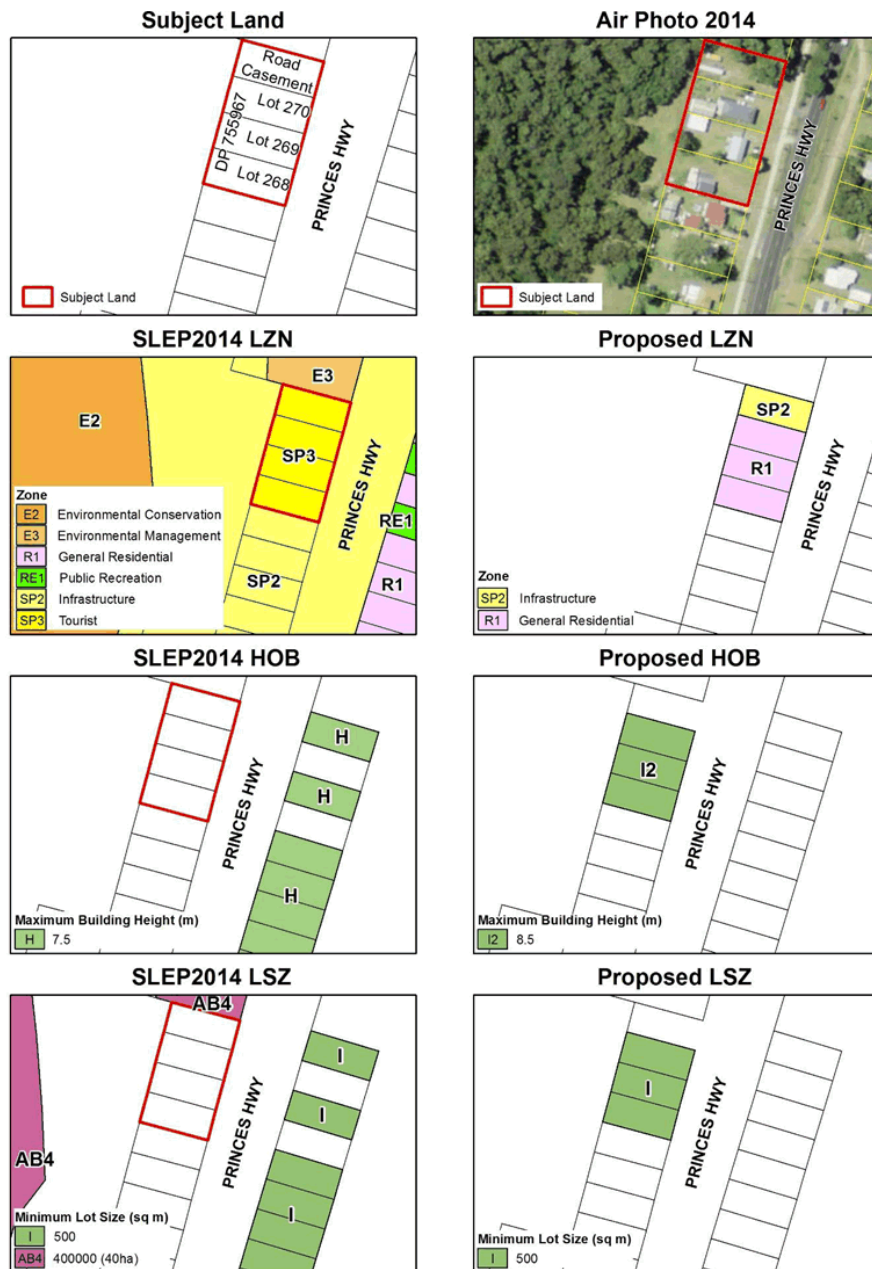 Subject Land
Road
Casement
Lot 270
Lot 269
Lot 268
DP 755967
PRINCES HWY
Subject Land
Air Photo 2014
PRINCES HWY
Subject Land
SLEP2014 LZN
E3
E2
SP3
PRINCES HWY
RE1
SP2
R1
Zone
E2 Environmental Conservation
E3 Environmental Management
R1 General Residential
RE1 Public Recreation
SP2 Infrastructure
SP3 Tourist
Proposed LZN
SP2
R1
PRINCES HWY
Zone
SP2 Infrastructure
R1 General Residential
SLEP2014 HOB
H
H
H
PRINCES HWY
Maximum Building Height (m)
H 7.5
Proposed HOB
I2
PRINCES HWY
Maximum Building Height (m)
I2 8.5
SLEP2014 LSZ
AB4
I
I
I
PRINCES HWY
AB4
Minimum Lot Size (sq m)
I 500
AB4 400000 (40ha)
Proposed LSZ
I
PRINCES HWY
Minimum Lot Size (sq m)
I 500